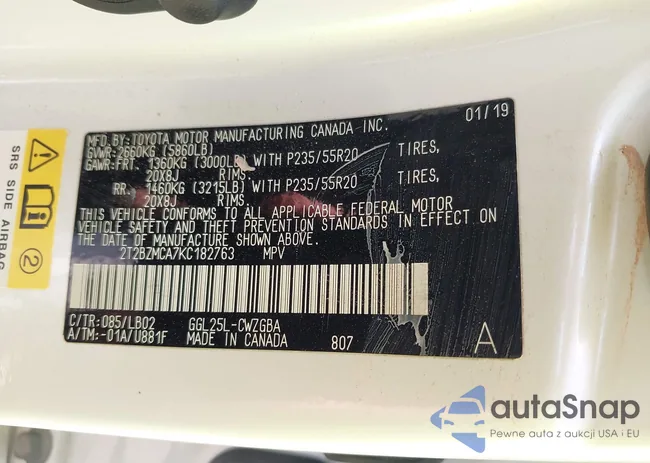 01/19
MFD. BY: TOYOTA MOTOR MANUFACTURING CANADA INC.
GVWR: 2660KG (5860LB)
GAWR: FRT. 1360KG (3000LB) WITH P235/55R20 TIRES,
20X8J RIMS.
RR. 1460KG (3215LB) WITH P235/55R20 TIRES,
20X8J RIMS.
THIS VEHICLE CONFORMS TO ALL APPLICABLE FEDERAL MOTOR
VEHICLE SAFETY AND THEFT PREVENTION STANDARDS IN EFFECT ON
THE DATE OF MANUFACTURE SHOWN ABOVE.
2T2BZMCA7KC182763 MPV
C/TR: 085/LB02 GGL25L-CWZGBA
A/TM:-01A/U881F MADE IN CANADA 807 A
SRS SIDE AIRBAG
2
autaSnap
Pewne auta z aukcji USA i EU